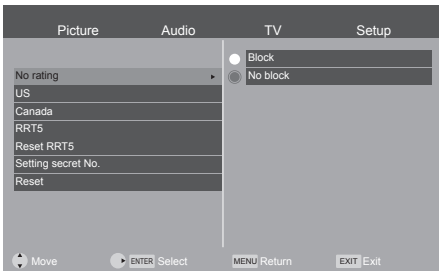 Picture Audio TV Setup
No rating
US
Canada
RRT5
Reset RRT5
Setting secret No.
Reset
Block
No block
Move ENTER Select MENU Return EXIT Exit